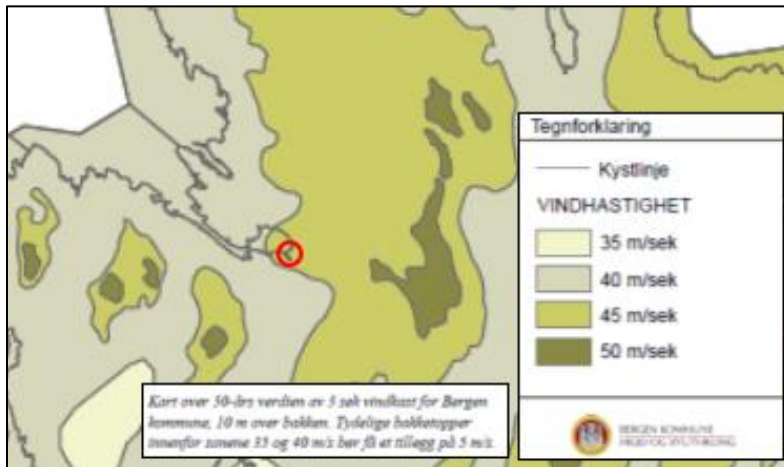 Tegnforklaring
Kystlinje
VINDHASTIGHET
35 m/sek
40 m/sek
45 m/sek
50 m/sek
Kart over 50-års verdien av 3 sek vindkast for Bergen
kommune, 10 m over bakken. Tydelige bakketopper
innenfor sonene 35 og 40 m/s bør få et tillegg på 5 m/s
BERGEN KOMMUNE